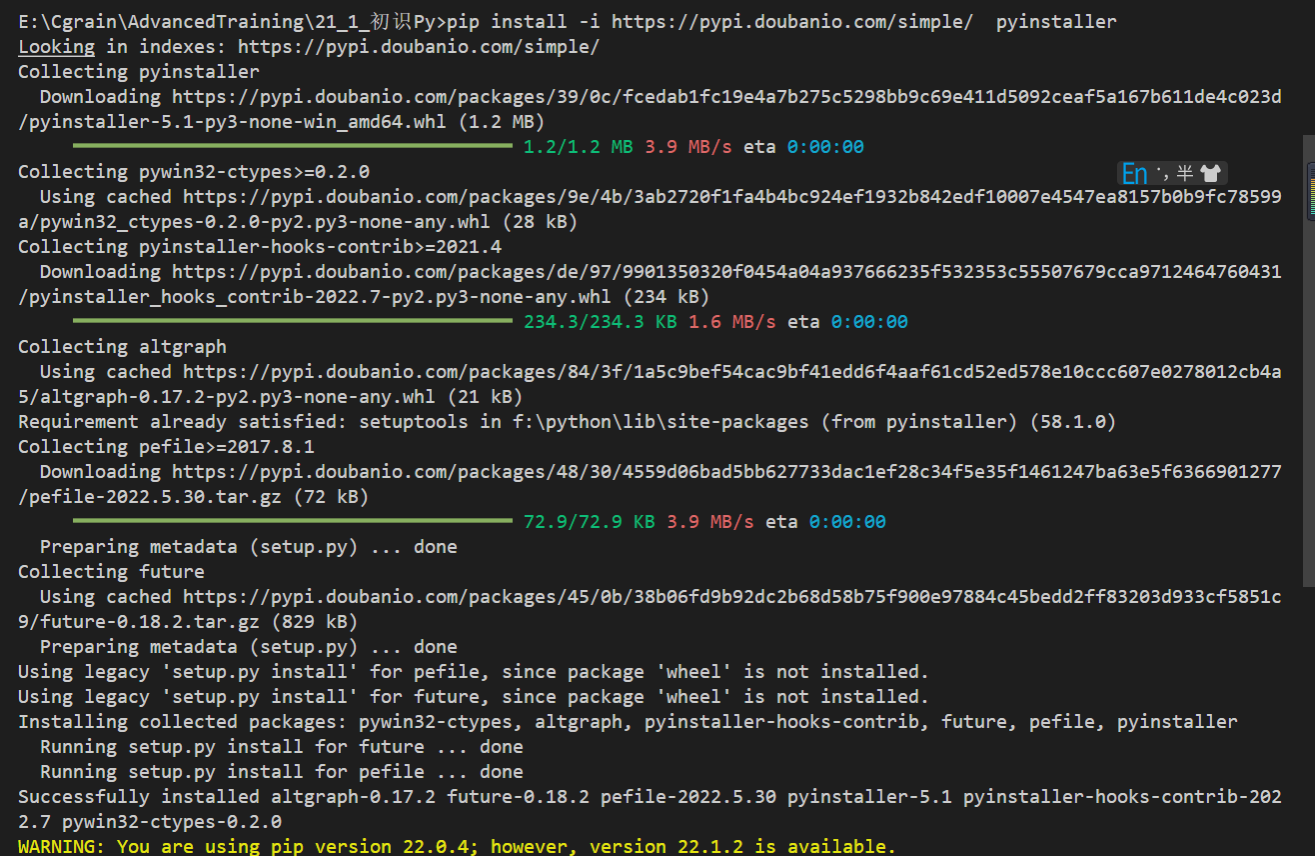 E:\Cgrain\AdvancedTraining\21_1_初识Py>pip install -i https://pypi.doubanio.com/simple/  pyinstaller
Looking in indexes: https://pypi.doubanio.com/simple/
Collecting pyinstaller
  Downloading https://pypi.doubanio.com/packages/39/0c/fcedab1fc19e4a7b275c5298bb9c69e411d5092ceaf5a167b611de4c023d
/pyinstaller-5.1-py3-none-win_amd64.whl (1.2 MB)
1.2/1.2 MB 3.9 MB/s eta 0:00:00
Collecting pywin32-ctypes>=0.2.0
En ·, 半
  Using cached https://pypi.doubanio.com/packages/9e/4b/3ab2720f1fa4b4bc924ef1932b842edf10007e4547ea8157b0b9fc78599
a/pywin32_ctypes-0.2.0-py2.py3-none-any.whl (28 kB)
Collecting pyinstaller-hooks-contrib>=2021.4
  Downloading https://pypi.doubanio.com/packages/de/97/9901350320f0454a04a937666235f532353c55507679cca9712464760431
/pyinstaller_hooks_contrib-2022.7-py2.py3-none-any.whl (234 kB)
234.3/234.3 KB 1.6 MB/s eta 0:00:00
Collecting altgraph
  Using cached https://pypi.doubanio.com/packages/84/3f/1a5c9bef54cac9bf41edd6f4aaf61cd52ed578e10ccc607e0278012cb4a
5/altgraph-0.17.2-py2.py3-none-any.whl (21 kB)
Requirement already satisfied: setuptools in f:\python\lib\site-packages (from pyinstaller) (58.1.0)
Collecting pefile>=2017.8.1
  Downloading https://pypi.doubanio.com/packages/48/30/4559d06bad5bb627733dac1ef28c34f5e35f1461247ba63e5f6366901277
/pefile-2022.5.30.tar.gz (72 kB)
72.9/72.9 KB 3.9 MB/s eta 0:00:00
  Preparing metadata (setup.py) ... done
Collecting future
  Using cached https://pypi.doubanio.com/packages/45/0b/38b06fd9b92dc2b68d58b75f900e97884c45bedd2ff83203d933cf5851c
9/future-0.18.2.tar.gz (829 kB)
  Preparing metadata (setup.py) ... done
Using legacy 'setup.py install' for pefile, since package 'wheel' is not installed.
Using legacy 'setup.py install' for future, since package 'wheel' is not installed.
Installing collected packages: pywin32-ctypes, altgraph, pyinstaller-hooks-contrib, future, pefile, pyinstaller
  Running setup.py install for future ... done
  Running setup.py install for pefile ... done
Successfully installed altgraph-0.17.2 future-0.18.2 pefile-2022.5.30 pyinstaller-5.1 pyinstaller-hooks-contrib-202
2.7 pywin32-ctypes-0.2.0
WARNING: You are using pip version 22.0.4; however, version 22.1.2 is available.